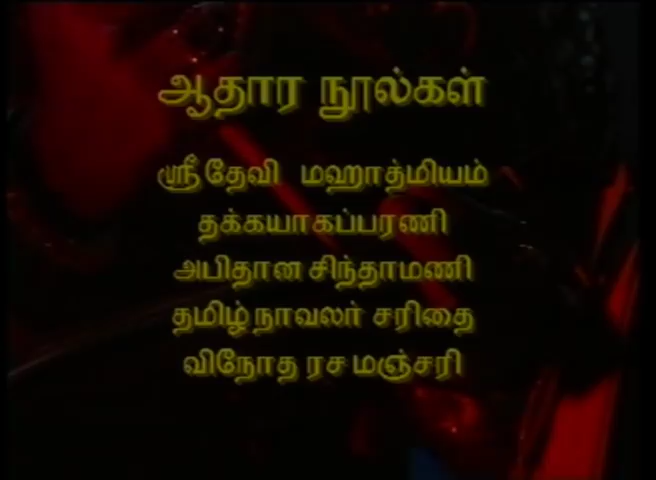 ஆதார நூல்கள்
ஸ்ரீ தேவி மஹாத்மியம்
தக்கயாகப்பரணி
அபிதான சிந்தாமணி
தமிழ் நாவலர் சரிதை
விநோத ரச மஞ்சரி